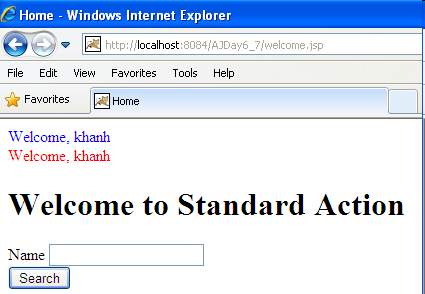 Home - Windows Internet Explorer
http://localhost:8084/AJDay6_7/welcome.jsp
File Edit View Favorites Tools Help
Favorites Home
Welcome, khanh
Welcome, khanh
Welcome to Standard Action
Name
Search